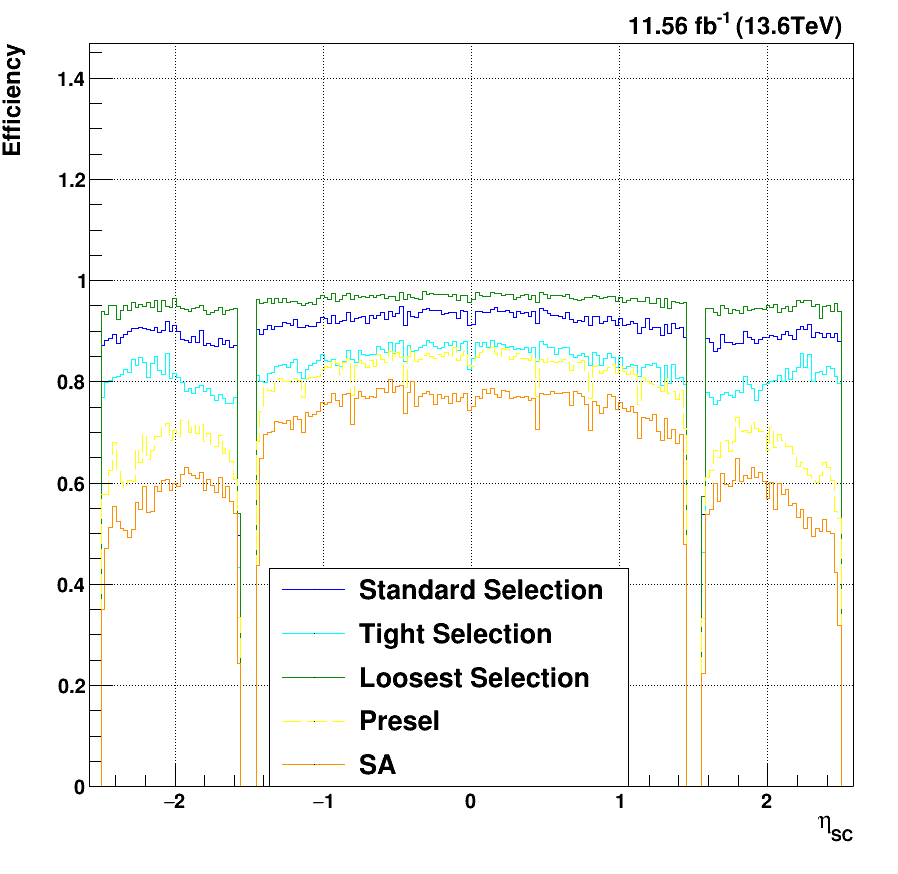 11.56 fb-1 (13.6TeV)
Efficiency
1.4
1.2
1
0.8
0.6
0.4
0.2
0
Standard Selection
Tight Selection
Loosest Selection
Presel
SA
−2 −1 0 1 2
ηSC